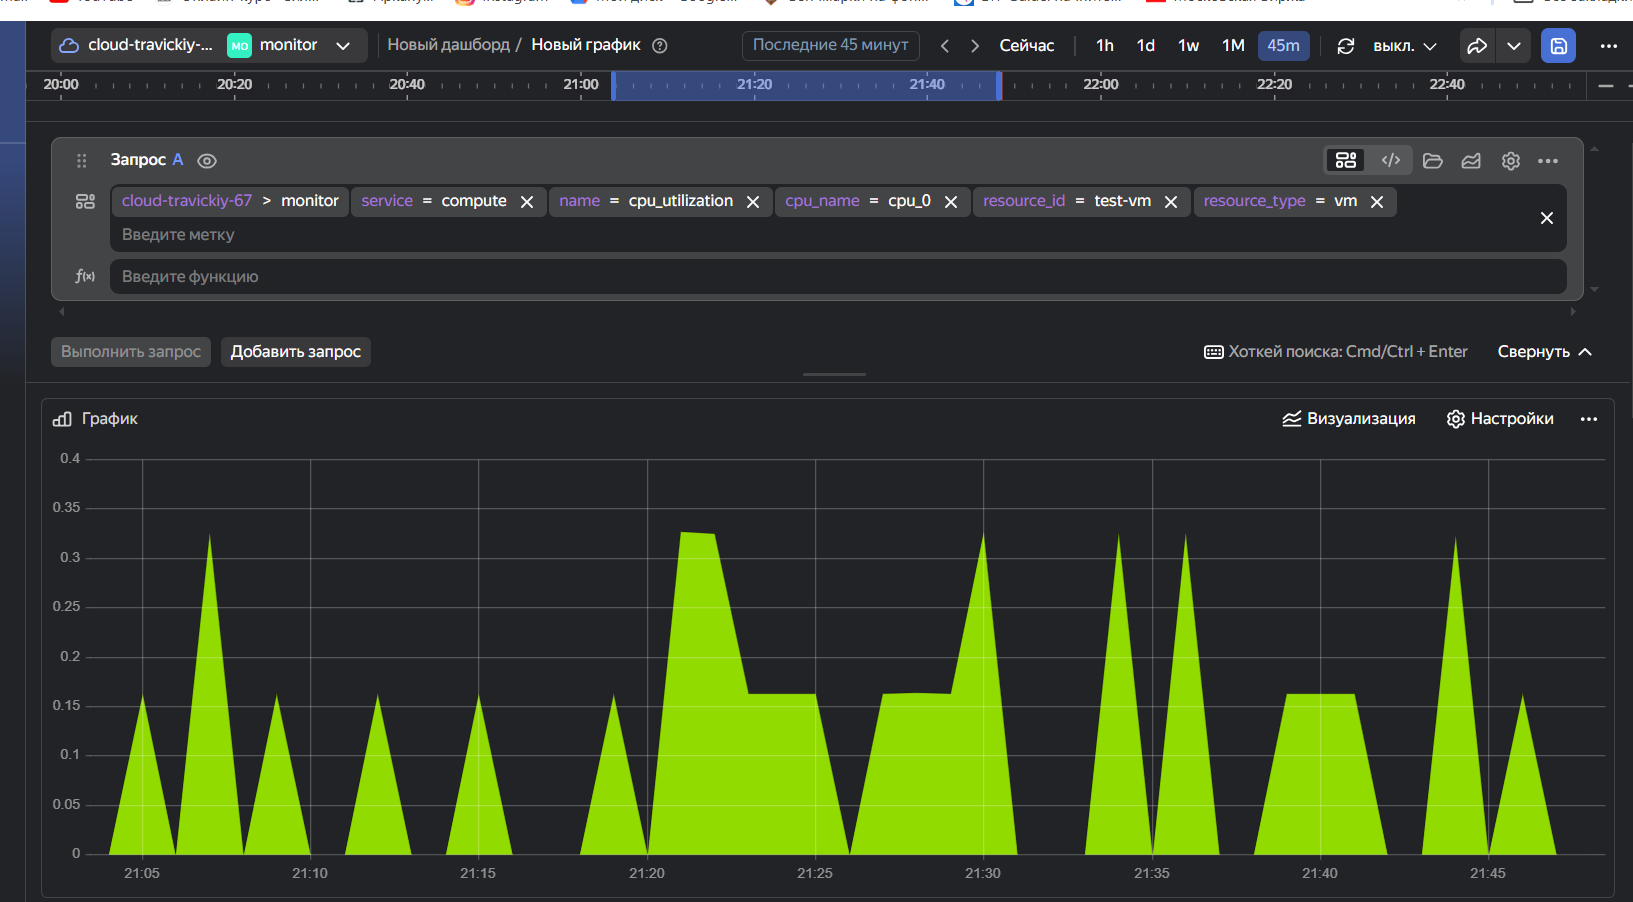 cloud-travickiy-... МО monitor Новый дашборд / Новый график Последние 45 минут Сейчас 1h 1d 1w 1M 45m выкл.
20:00 20:20 20:40 21:00 21:20 21:40 22:00 22:20 22:40
Запрос A
cloud-travickiy-67 > monitor service = compute name = cpu_utilization cpu_name = cpu_0 resource_id = test-vm resource_type = vm
Введите метку
f(x) Введите функцию
Выполнить запрос Добавить запрос Хоткей поиска: Cmd/Ctrl + Enter Свернуть
График Визуализация Настройки
0.4
0.35
0.3
0.25
0.2
0.15
0.1
0.05
0
21:05 21:10 21:15 21:20 21:25 21:30 21:35 21:40 21:45